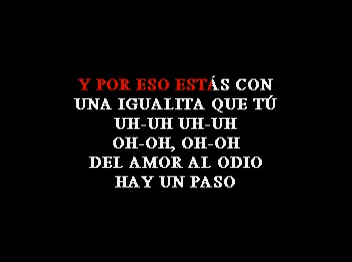 Y POR ESO ESTÁS CON
UNA IGUALITA QUE TÚ
UH-UH UH-UH
OH-OH, OH-OH
DEL AMOR AL ODIO
HAY UN PASO